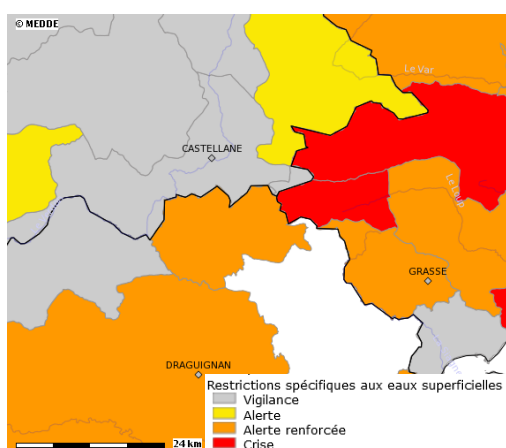 © MEDDE
Le Var
CASTELLANE
Le Loup
GRASSE
DRAGUIGNAN
Restrictions spécifiques aux eaux superficielles
Vigilance
Alerte
Alerte renforcée
Crise
24 km